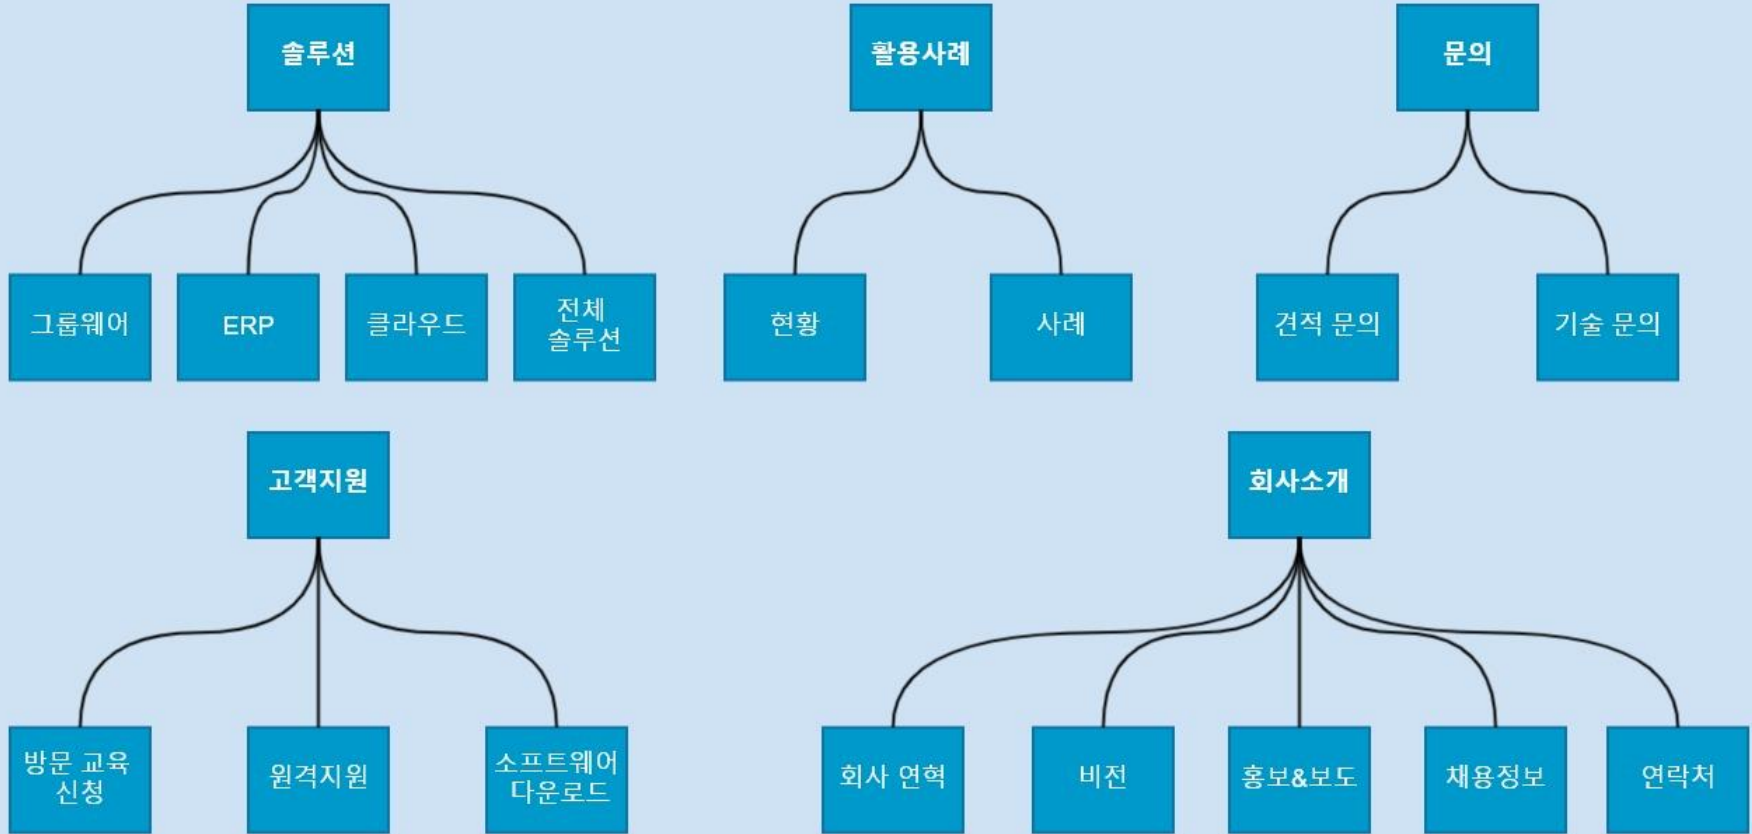 솔루션
활용사례
문의
그룹웨어
ERP
클라우드
전체
솔루션
현황
사례
견적 문의
기술 문의
고객지원
회사소개
방문 교육
신청
원격지원
소프트웨어
다운로드
회사 연혁
비전
홍보&보도
채용정보
연락처